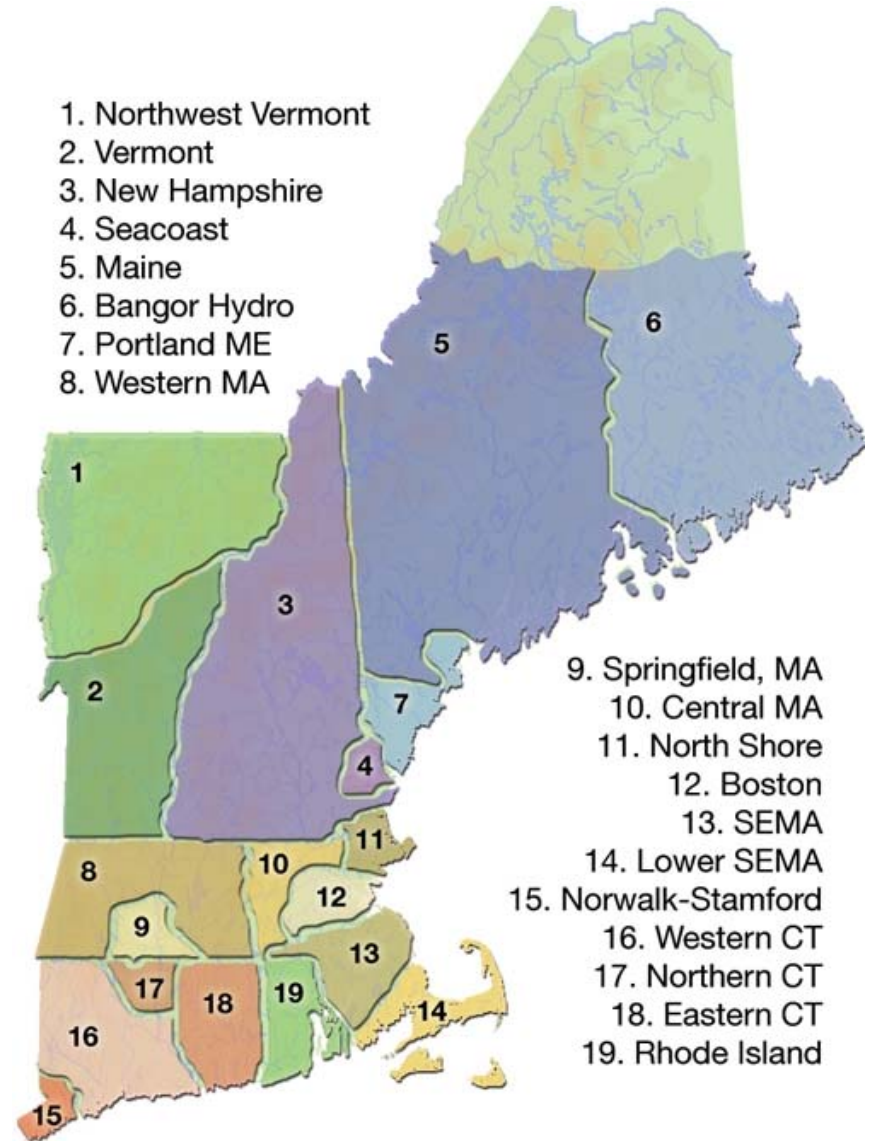 1. Northwest Vermont
2. Vermont
3. New Hampshire
4. Seacoast
5. Maine
6. Bangor Hydro
7. Portland ME
8. Western MA
5
6
1
3
2
7
4
9. Springfield, MA
10. Central MA
11. North Shore
12. Boston
13. SEMA
14. Lower SEMA
15. Norwalk-Stamford
16. Western CT
17. Northern CT
18. Eastern CT
19. Rhode Island
11
8
10
12
9
13
17
18
19
14
16
15